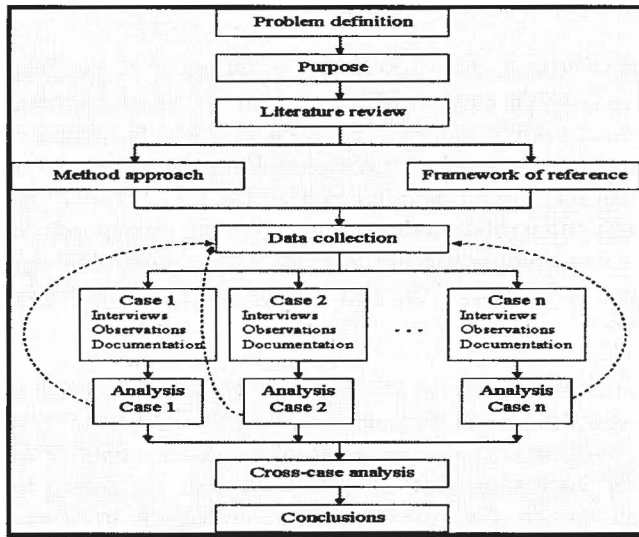 Problem definition
Purpose
Literature review
Method approach
Framework of reference
Data collection
Case 1
Interviews
Observations
Documentation
Case 2
Interviews
Observations
Documentation
...
Case n
Interviews
Observations
Documentation
Analysis
Case 1
Analysis
Case 2
Analysis
Case n
Cross-case analysis
Conclusions